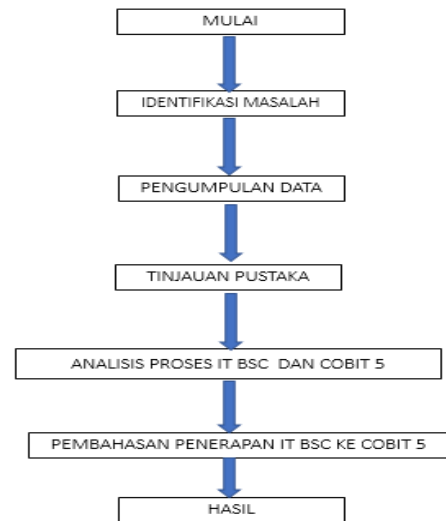 MULAI
IDENTIFIKASI MASALAH
PENGUMPULAN DATA
TINJAUAN PUSTAKA
ANALISIS PROSES IT BSC DAN COBIT 5
PEMBAHASAN PENERAPAN IT BSC KE COBIT 5
HASIL